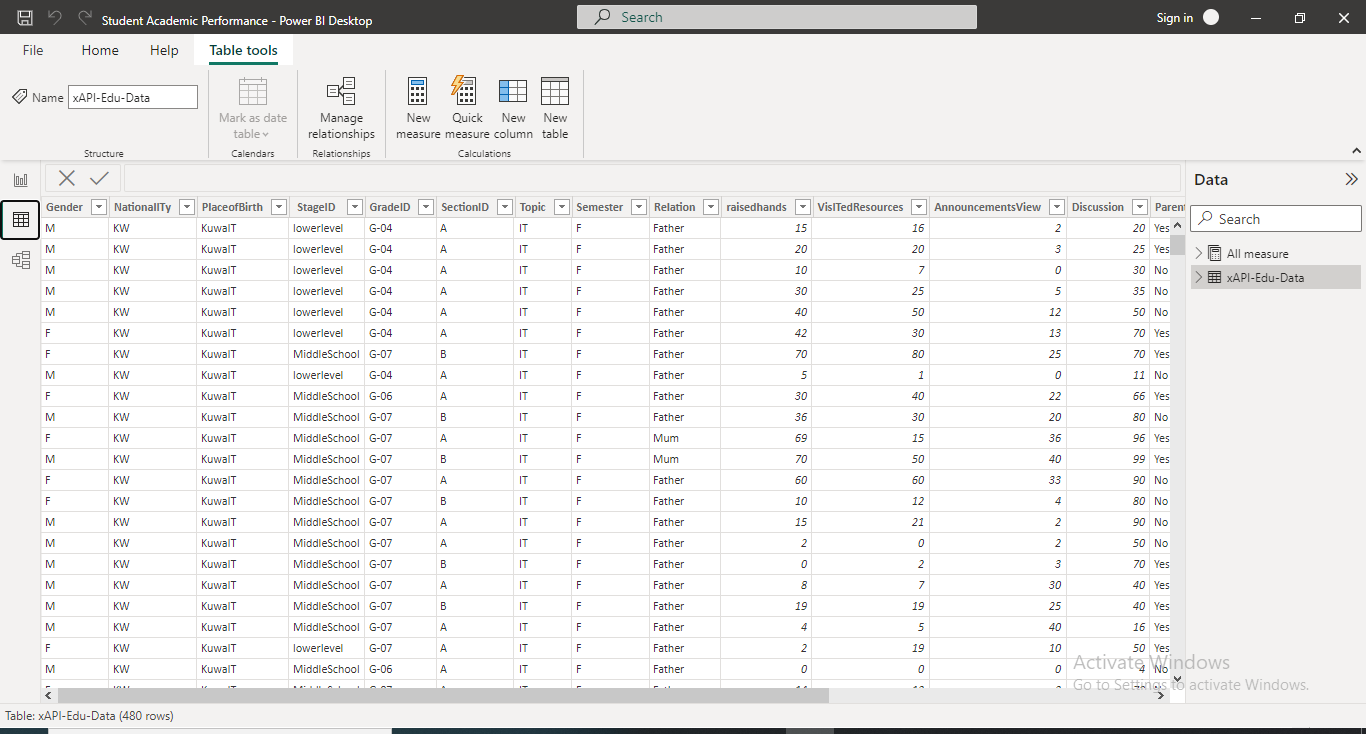 Student Academic Performance - Power BI Desktop
Search
Sign in
File Home Help Table tools
Name xAPI-Edu-Data
Mark as date table
Manage relationships
New measure
Quick measure
New column
New table
Structure Calendars Relationships Calculations
Data
Search
All measure
xAPI-Edu-Data
Gender NationalITy PlaceofBirth StageID GradeID SectionID Topic Semester Relation raisedhands VisITedResources AnnouncementsView Discussion Parent
M KW KuwaIT lowerlevel G-04 A IT F Father 15 16 2 20 Yes
M KW KuwaIT lowerlevel G-04 A IT F Father 20 20 3 25 Yes
M KW KuwaIT lowerlevel G-04 A IT F Father 10 7 0 30 No
M KW KuwaIT lowerlevel G-04 A IT F Father 30 25 5 35 No
M KW KuwaIT lowerlevel G-04 A IT F Father 40 50 12 50 No
F KW KuwaIT lowerlevel G-04 A IT F Father 42 30 13 70 Yes
F KW KuwaIT MiddleSchool G-07 B IT F Father 70 80 25 70 Yes
M KW KuwaIT lowerlevel G-04 A IT F Father 5 1 0 11 No
F KW KuwaIT MiddleSchool G-06 A IT F Father 30 40 22 66 Yes
M KW KuwaIT MiddleSchool G-07 B IT F Father 36 30 20 80 No
F KW KuwaIT MiddleSchool G-07 A IT F Mum 69 15 36 96 Yes
M KW KuwaIT MiddleSchool G-07 B IT F Mum 70 50 40 99 Yes
F KW KuwaIT MiddleSchool G-07 A IT F Father 60 60 33 90 No
F KW KuwaIT MiddleSchool G-07 B IT F Father 10 12 4 80 No
M KW KuwaIT MiddleSchool G-07 A IT F Father 15 21 2 90 No
M KW KuwaIT MiddleSchool G-07 A IT F Father 2 0 2 50 No
M KW KuwaIT MiddleSchool G-07 B IT F Father 0 2 3 70 Yes
M KW KuwaIT MiddleSchool G-07 A IT F Father 8 7 30 40 Yes
M KW KuwaIT MiddleSchool G-07 B IT F Father 19 19 25 40 Yes
M KW KuwaIT MiddleSchool G-07 A IT F Father 4 5 40 16 Yes
F KW KuwaIT lowerlevel G-07 A IT F Father 2 19 10 50 Yes
M KW KuwaIT MiddleSchool G-06 A IT F Father 0 0 0 4 No
Activate Windows
Go to Settings to activate Windows.
Table: xAPI-Edu-Data (480 rows)